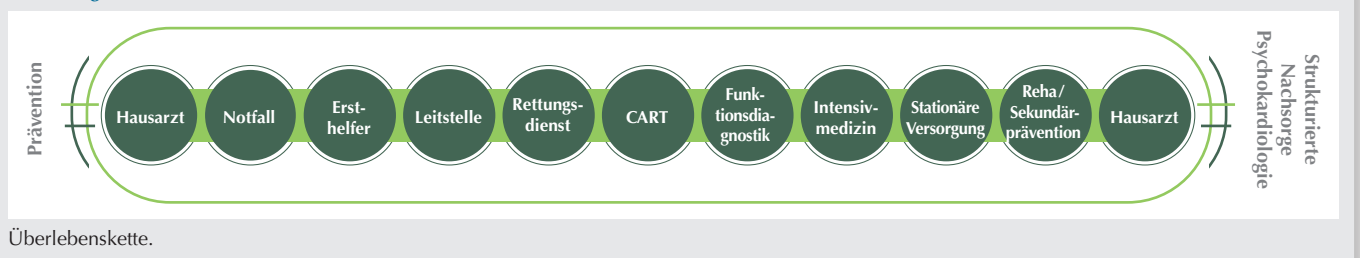 Prävention
Hausarzt
Notfall
Erst-
helfer
Leitstelle
Rettungs-
dienst
CART
Funk-
tionsdia-
gnostik
Intensiv-
medizin
Stationäre
Versorgung
Reha/
Sekundär-
prävention
Hausarzt
Strukturierte
Nachsorge
Psychokardiologie
Überlebenskette.